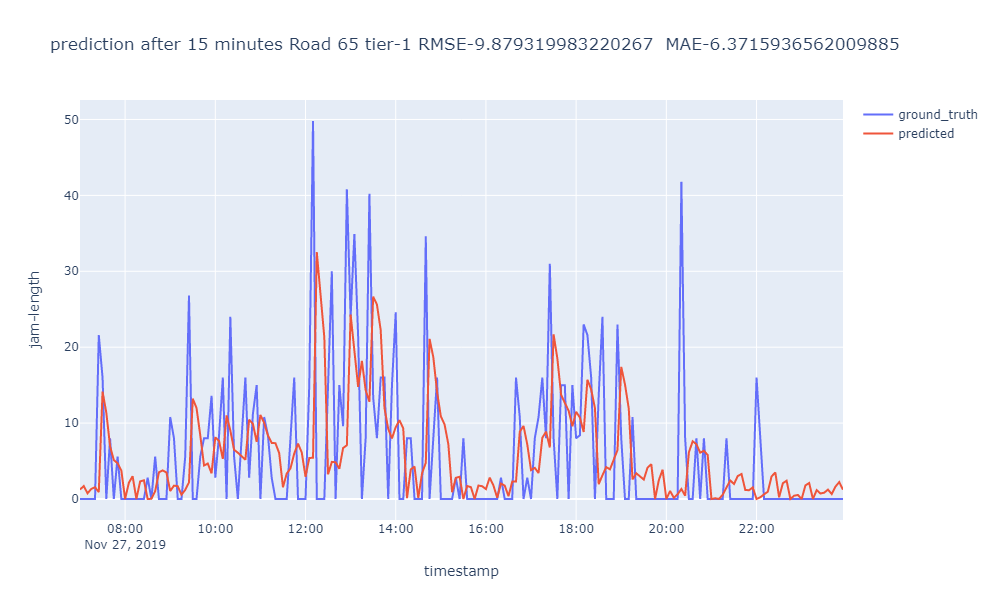 prediction after 15 minutes Road 65 tier-1 RMSE-9.879319983220267  MAE-6.3715936562009885
ground_truth
predicted
50
40
30
20
10
0
jam-length
08:00 10:00 12:00 14:00 16:00 18:00 20:00 22:00
Nov 27, 2019
timestamp